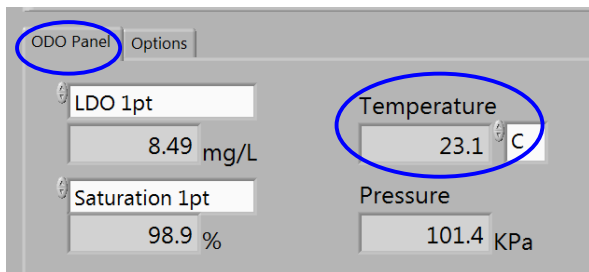 ODO Panel Options
LDO 1pt
8.49 mg/L
Saturation 1pt
98.9 %
Temperature
23.1 C
Pressure
101.4 KPa